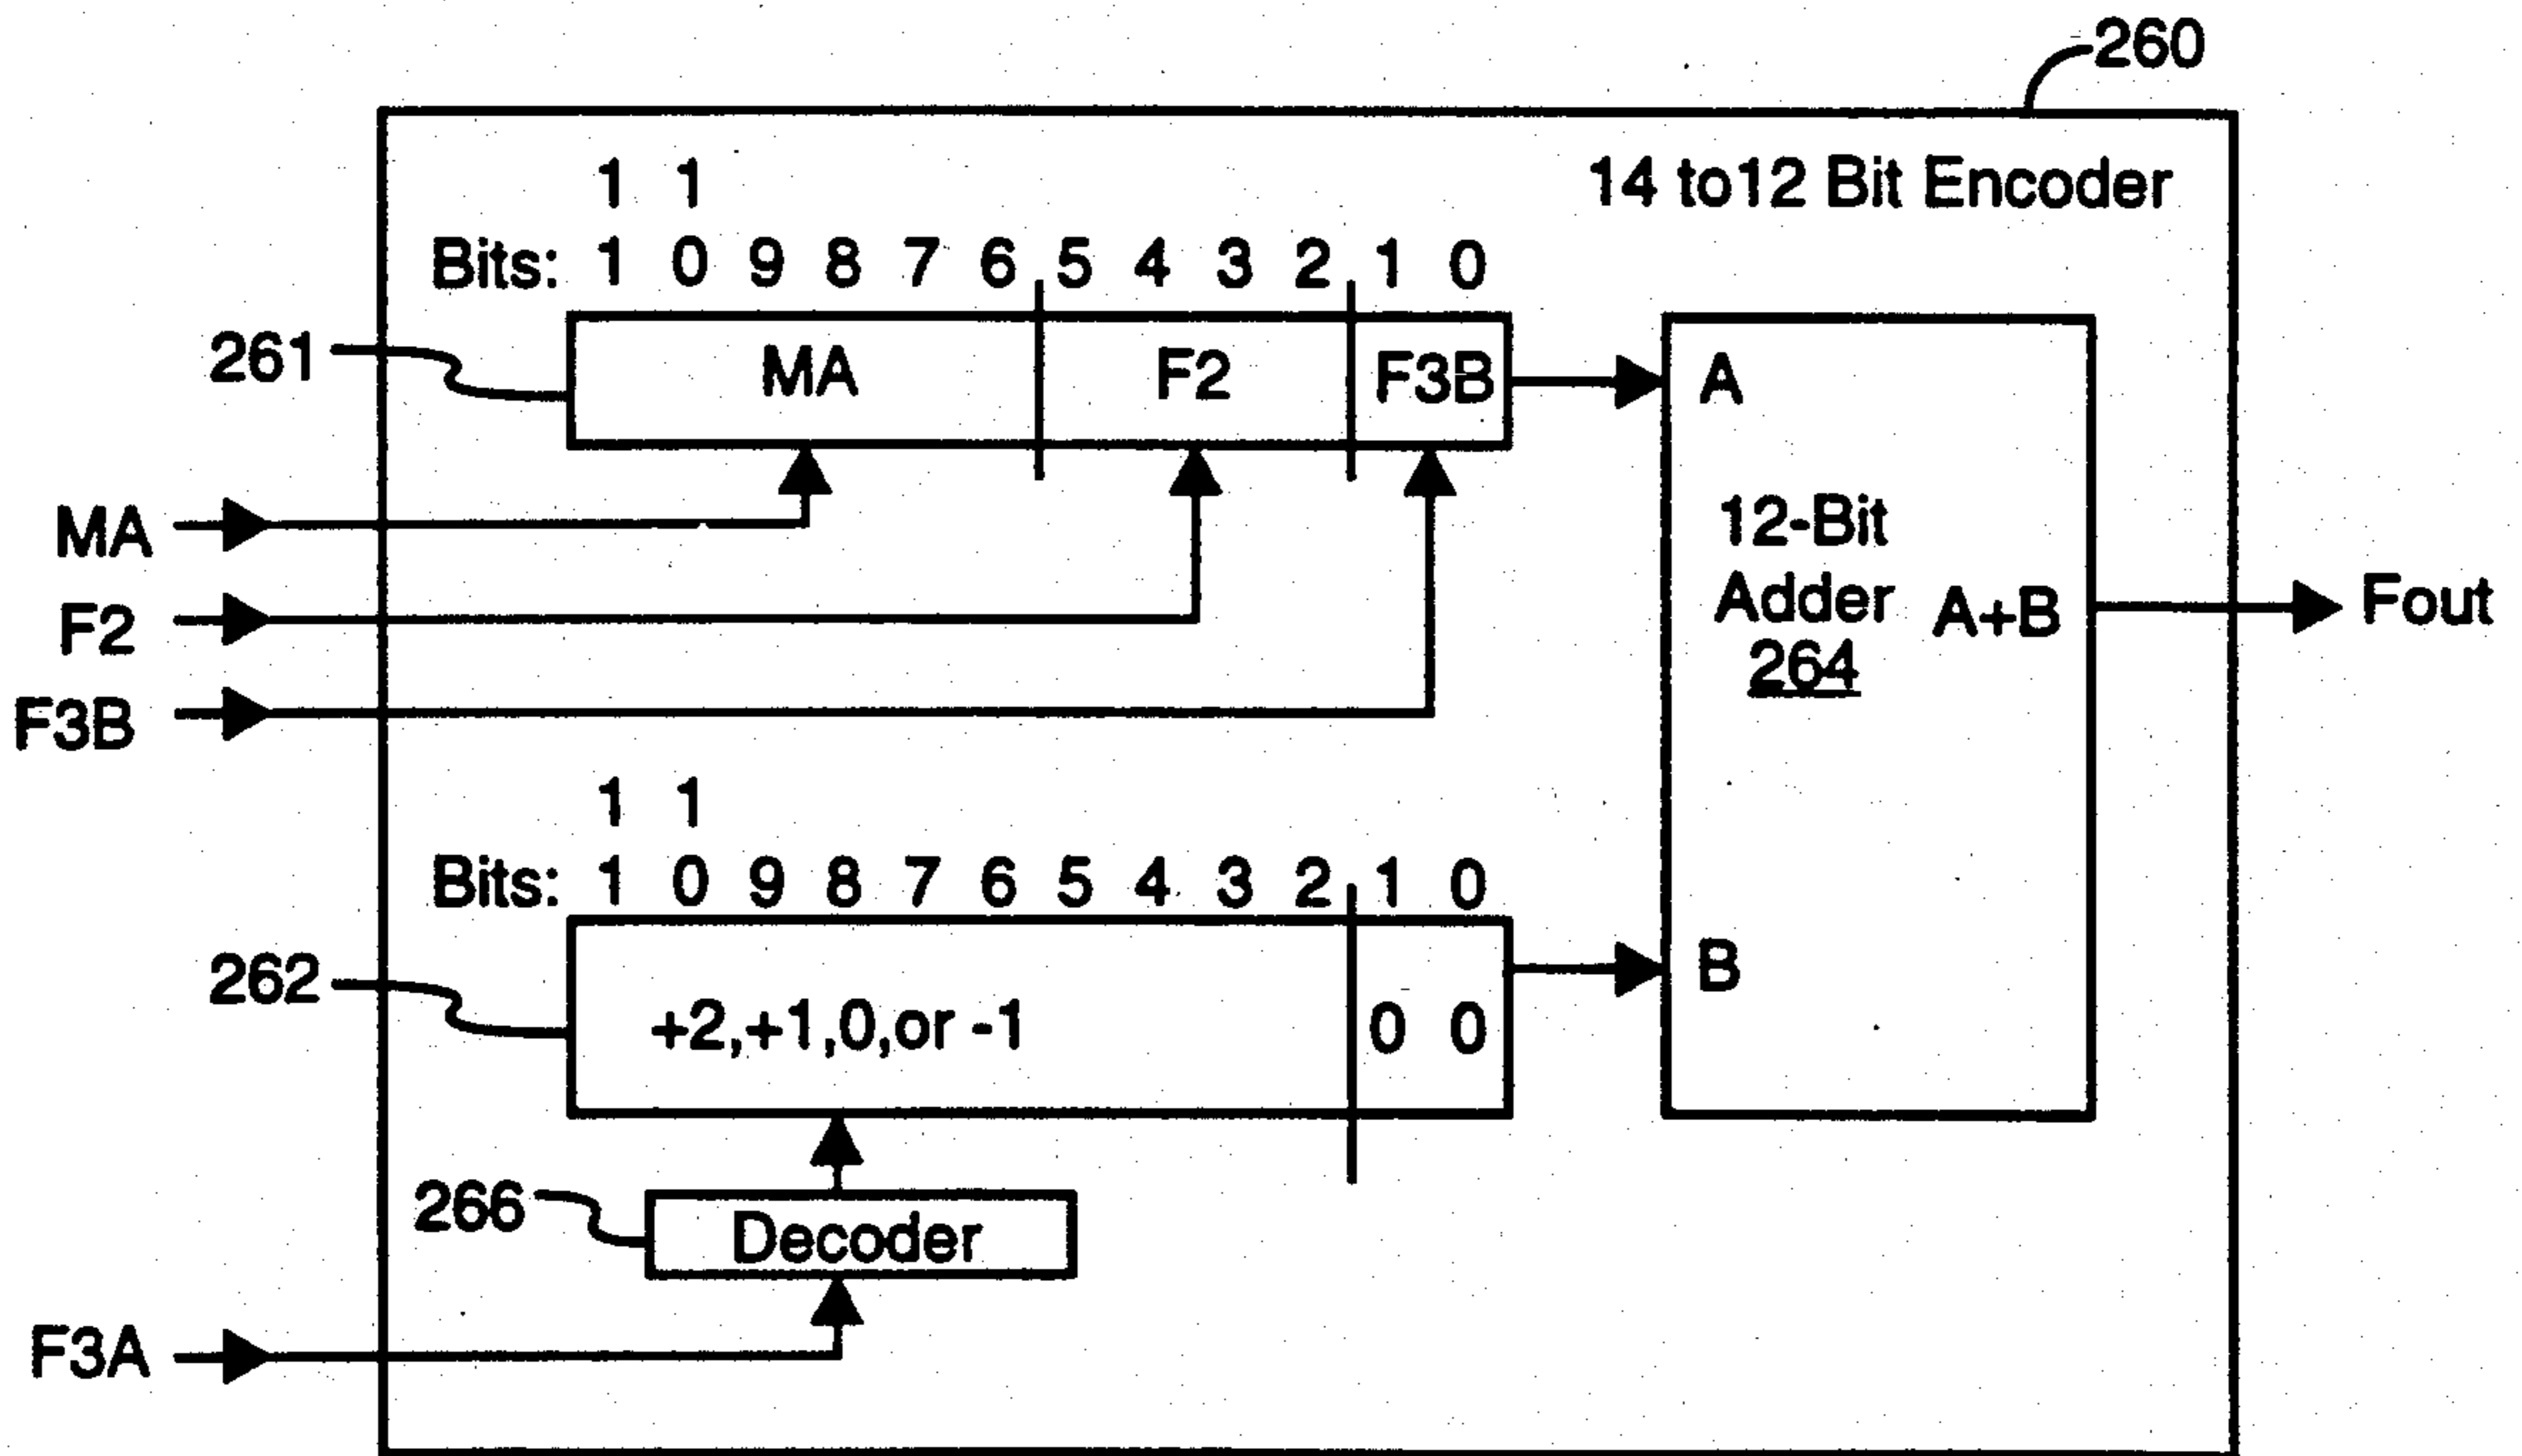 260
14 to12 Bit Encoder
1 1
Bits: 1 0 9 8 7 6 5 4 3 2 1 0
261
MA
F2
F3B
A
MA
F2
F3B
12-Bit
Adder
264
A+B
Fout
1 1
Bits: 1 0 9 8 7 6 5 4 3 2 1 0
262
+2,+1,0,or -1
0 0
B
266
Decoder
F3A